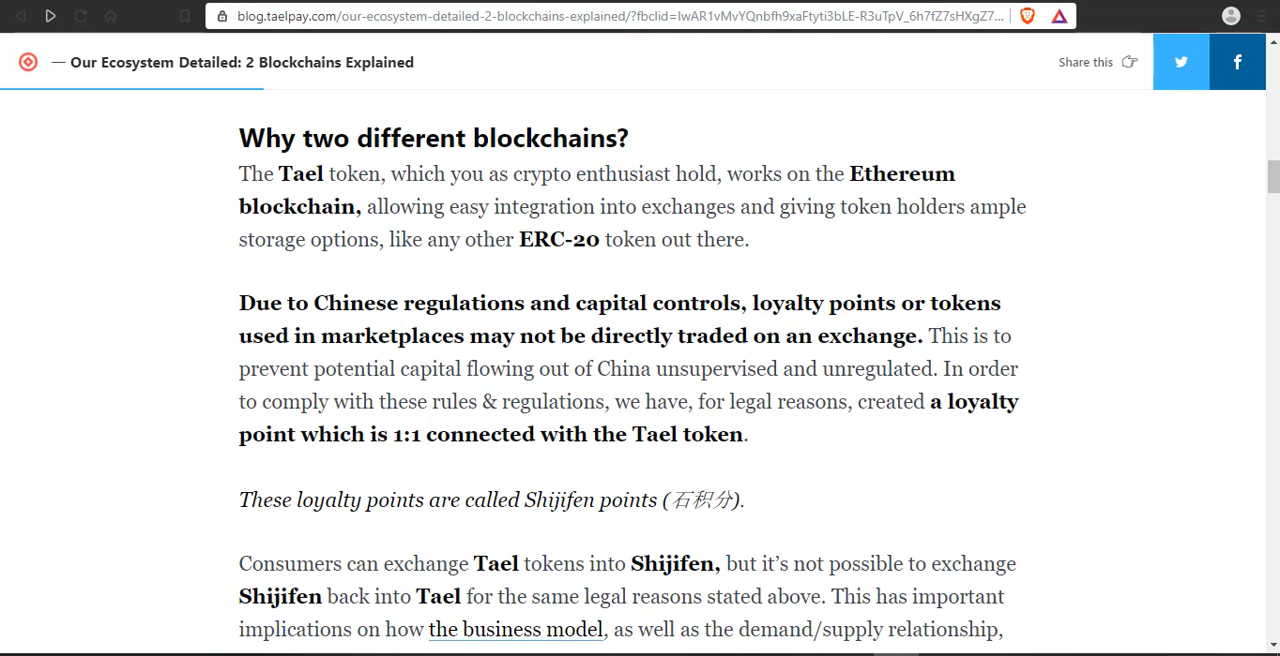 blog.taelpay.com/our-ecosystem-detailed-2-blockchains-explained/?fbclid=IwAR1vMvYQnbfh9xaFtyti3bLE-R3uTpV_6h7fZ7sHXgZ7...
— Our Ecosystem Detailed: 2 Blockchains Explained
Share this
Why two different blockchains?
The Tael token, which you as crypto enthusiast hold, works on the Ethereum
blockchain, allowing easy integration into exchanges and giving token holders ample
storage options, like any other ERC-20 token out there.
Due to Chinese regulations and capital controls, loyalty points or tokens
used in marketplaces may not be directly traded on an exchange. This is to
prevent potential capital flowing out of China unsupervised and unregulated. In order
to comply with these rules & regulations, we have, for legal reasons, created a loyalty
point which is 1:1 connected with the Tael token.
These loyalty points are called Shijifen points (石积分).
Consumers can exchange Tael tokens into Shijifen, but it’s not possible to exchange
Shijifen back into Tael for the same legal reasons stated above. This has important
implications on how the business model, as well as the demand/supply relationship,